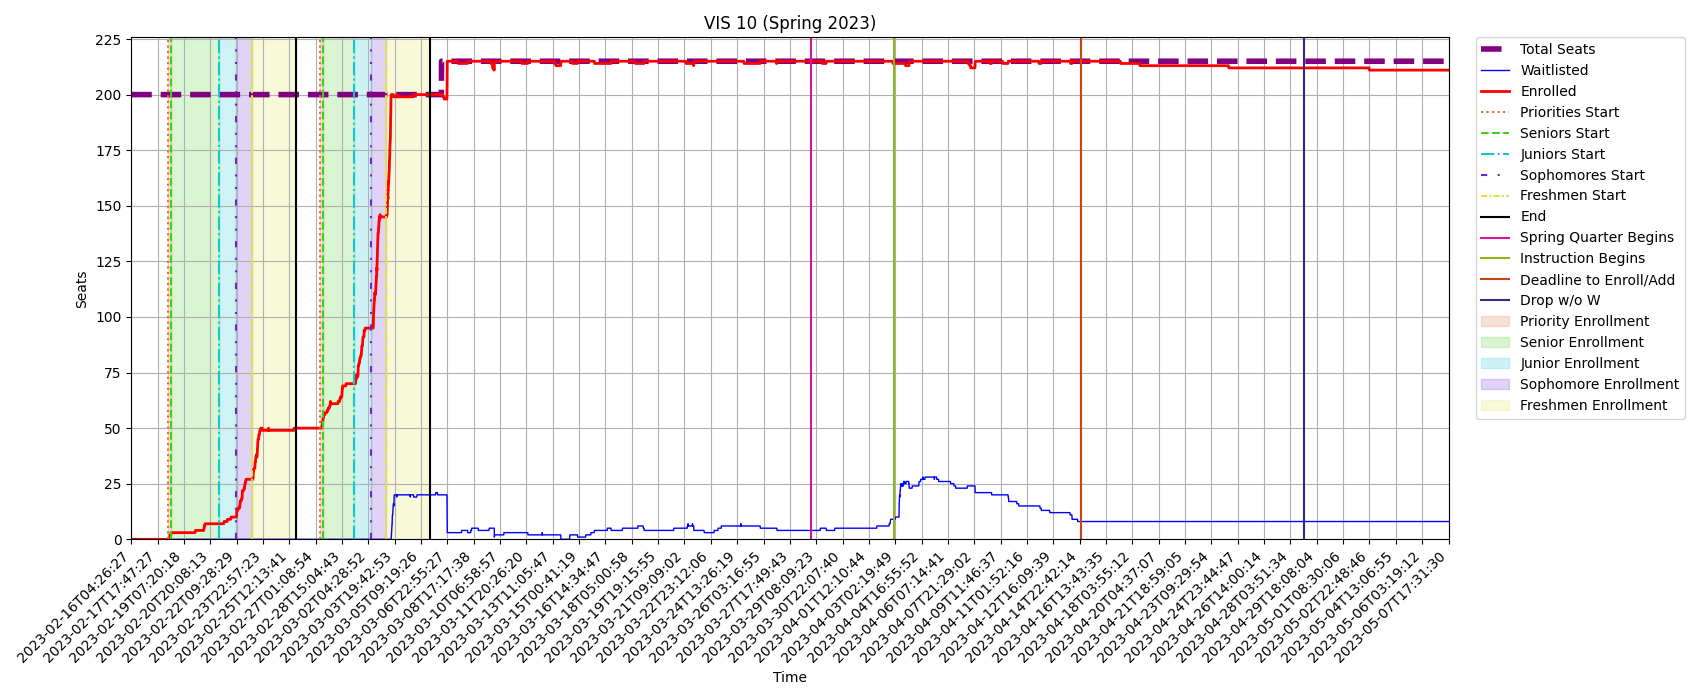 VIS 10 (Spring 2023)
225
200
175
150
125
100
75
50
25
0
Seats
2023-02-16T04:26:27
2023-02-17T17:47:27
2023-02-19T07:20:18
2023-02-20T20:08:13
2023-02-22T09:28:29
2023-02-23T22:57:23
2023-02-25T12:13:41
2023-02-27T01:08:54
2023-02-28T15:04:43
2023-03-02T04:28:52
2023-03-03T19:42:53
2023-03-05T09:19:26
2023-03-06T22:55:27
2023-03-08T17:17:38
2023-03-10T06:58:57
2023-03-11T20:26:20
2023-03-13T11:05:47
2023-03-15T00:41:19
2023-03-16T14:34:47
2023-03-18T05:00:58
2023-03-19T19:15:55
2023-03-21T09:09:02
2023-03-22T23:12:06
2023-03-24T13:26:19
2023-03-26T03:16:55
2023-03-27T17:49:43
2023-03-29T08:09:23
2023-03-30T22:07:40
2023-04-01T12:10:44
2023-04-03T02:19:49
2023-04-04T16:55:52
2023-04-06T07:14:41
2023-04-07T21:29:02
2023-04-09T11:46:37
2023-04-11T01:52:16
2023-04-12T16:09:39
2023-04-14T22:42:14
2023-04-16T13:43:35
2023-04-18T03:55:12
2023-04-20T04:37:07
2023-04-21T18:59:05
2023-04-23T09:29:54
2023-04-24T23:44:47
2023-04-26T14:00:14
2023-04-28T03:51:34
2023-04-29T18:08:04
2023-05-01T08:30:06
2023-05-02T22:48:46
2023-05-04T13:06:55
2023-05-06T03:19:12
2023-05-07T17:31:30
Time
Total Seats
Waitlisted
Enrolled
Priorities Start
Seniors Start
Juniors Start
Sophomores Start
Freshmen Start
End
Spring Quarter Begins
Instruction Begins
Deadline to Enroll/Add
Drop w/o W
Priority Enrollment
Senior Enrollment
Junior Enrollment
Sophomore Enrollment
Freshmen Enrollment